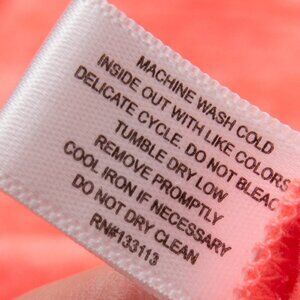 MACHINE WASH COLD
INSIDE OUT WITH LIKE COLORS
DELICATE CYCLE. DO NOT BLEAC
TUMBLE DRY LOW
REMOVE PROMPTLY
COOL IRON IF NECESSARY
DO NOT DRY CLEAN
RN#133113